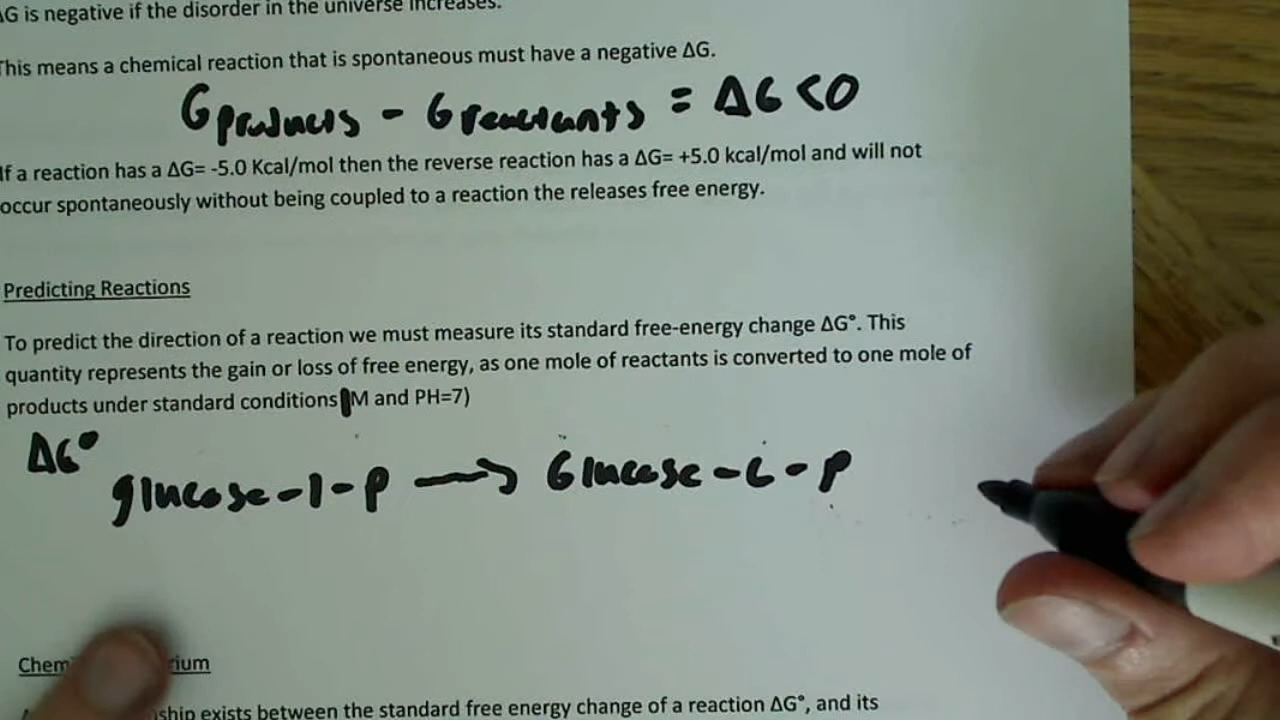 ΔG is negative if the disorder in the universe increases.
This means a chemical reaction that is spontaneous must have a negative ΔG.
Gproducts - Greactants = ΔG <0
If a reaction has a ΔG= -5.0 Kcal/mol then the reverse reaction has a ΔG= +5.0 kcal/mol and will not
occur spontaneously without being coupled to a reaction the releases free energy.
Predicting Reactions
To predict the direction of a reaction we must measure its standard free-energy change ΔG°. This
quantity represents the gain or loss of free energy, as one mole of reactants is converted to one mole of
products under standard conditions M and PH=7)
ΔG°
glucose-1-P → Glucose-6-P
Chem rium
ship exists between the standard free energy change of a reaction ΔG°, and its